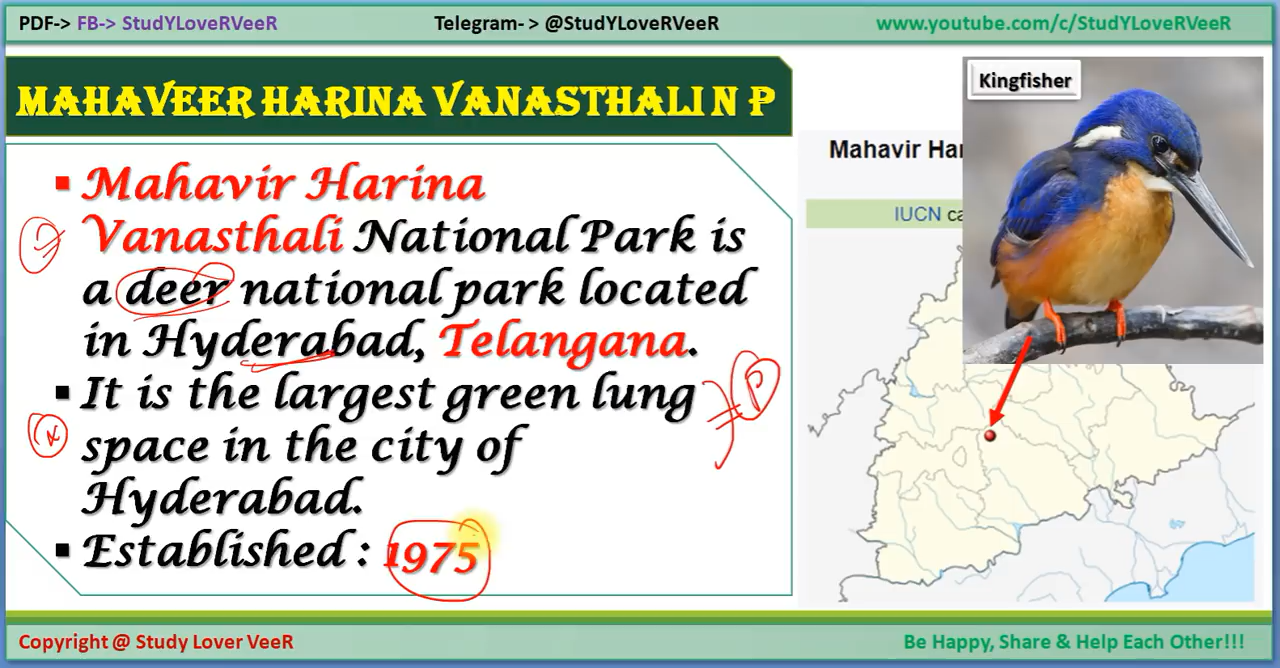 PDF-> FB-> StudYLoveRVeeR Telegram- > @StudYLoveRVeeR www.youtube.com/c/StudYLoveRVeeR
MAHAVEER HARINA VANASTHALI N P
Kingfisher
▪ Mahavir Harina
Vanasthali National Park is
a deer national park located
in Hyderabad, Telangana.
▪ It is the largest green lung
space in the city of
Hyderabad.
▪ Established : 1975
Mahavir Har
IUCN ca
Copyright @ Study Lover VeeR Be Happy, Share & Help Each Other!!!